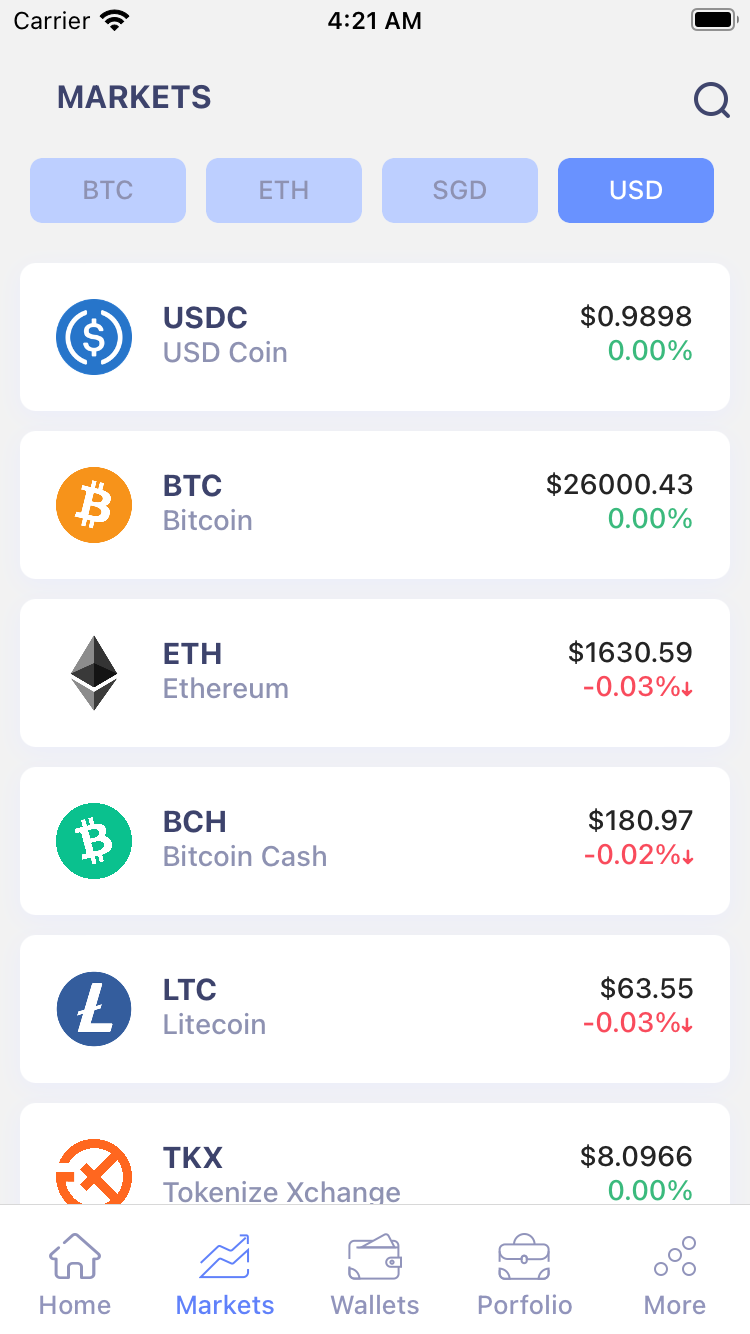 Carrier 4:21 AM
MARKETS
BTC ETH SGD USD
USDC $0.9898
USD Coin 0.00%
BTC $26000.43
Bitcoin 0.00%
ETH $1630.59
Ethereum -0.03%↓
BCH $180.97
Bitcoin Cash -0.02%↓
LTC $63.55
Litecoin -0.03%↓
TKX $8.0966
Tokenize Xchange 0.00%
Home Markets Wallets Porfolio More